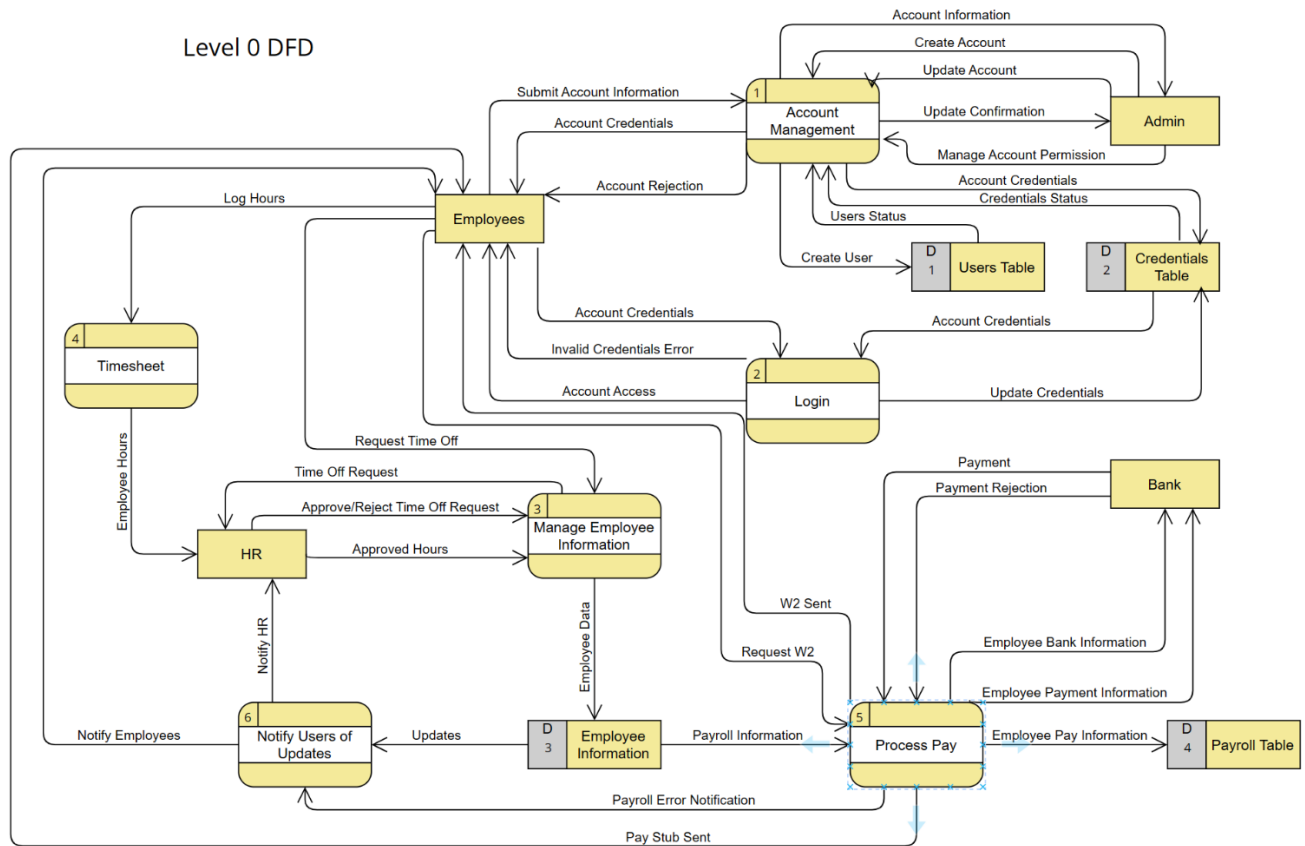 Level 0 DFD
Account Information
Create Account
Update Account
Submit Account Information
1
Account
Management
Update Confirmation
Admin
Account Credentials
Manage Account Permission
Account Rejection
Account Credentials
Credentials Status
Log Hours
Employees
Users Status
Create User
D
1
Users Table
D
2
Credentials
Table
Account Credentials
Account Credentials
4
Timesheet
Invalid Credentials Error
2
Login
Account Access
Update Credentials
Employee Hours
Request Time Off
Time Off Request
Payment
Bank
Payment Rejection
3
Manage Employee
Information
Approve/Reject Time Off Request
HR
Approved Hours
W2 Sent
Notify HR
Employee Data
Request W2
Employee Bank Information
Employee Payment Information
6
Notify Users of
Updates
Notify Employees
Updates
D
3
Employee
Information
Payroll Information
5
Process Pay
Employee Pay Information
D
4
Payroll Table
Payroll Error Notification
Pay Stub Sent